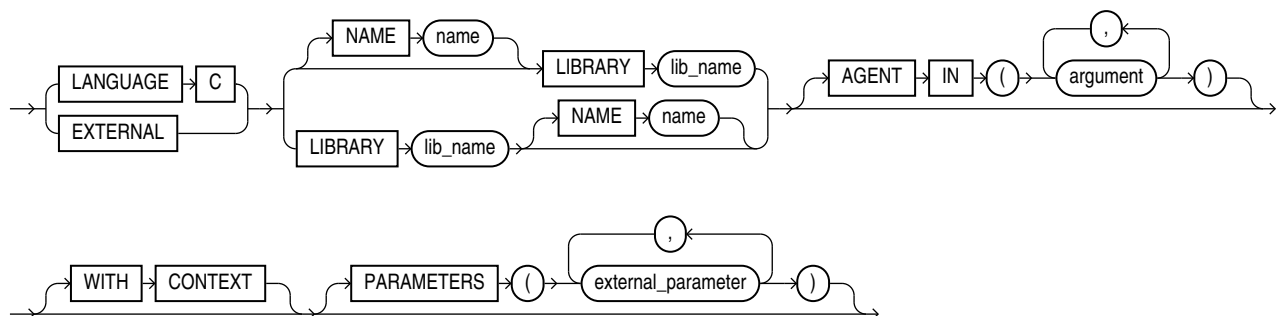 NAME name LIBRARY lib_name
LANGUAGE C
EXTERNAL
LIBRARY lib_name NAME name
AGENT IN ( argument , )
WITH CONTEXT PARAMETERS ( external_parameter , )